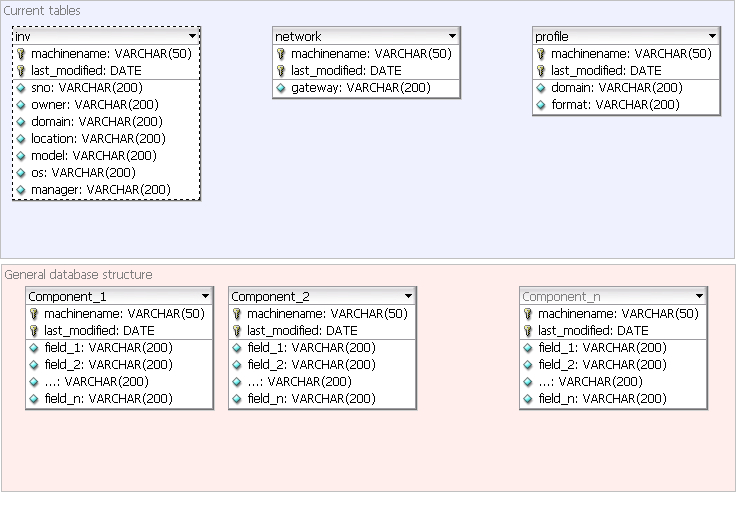 Current tables
inv
machinename: VARCHAR(50)
last_modified: DATE
sno: VARCHAR(200)
owner: VARCHAR(200)
domain: VARCHAR(200)
location: VARCHAR(200)
model: VARCHAR(200)
os: VARCHAR(200)
manager: VARCHAR(200)
network
machinename: VARCHAR(50)
last_modified: DATE
gateway: VARCHAR(200)
profile
machinename: VARCHAR(50)
last_modified: DATE
domain: VARCHAR(200)
format: VARCHAR(200)
General database structure
Component_1
machinename: VARCHAR(50)
last_modified: DATE
field_1: VARCHAR(200)
field_2: VARCHAR(200)
...: VARCHAR(200)
field_n: VARCHAR(200)
Component_2
machinename: VARCHAR(50)
last_modified: DATE
field_1: VARCHAR(200)
field_2: VARCHAR(200)
...: VARCHAR(200)
field_n: VARCHAR(200)
Component_n
machinename: VARCHAR(50)
last_modified: DATE
field_1: VARCHAR(200)
field_2: VARCHAR(200)
...: VARCHAR(200)
field_n: VARCHAR(200)